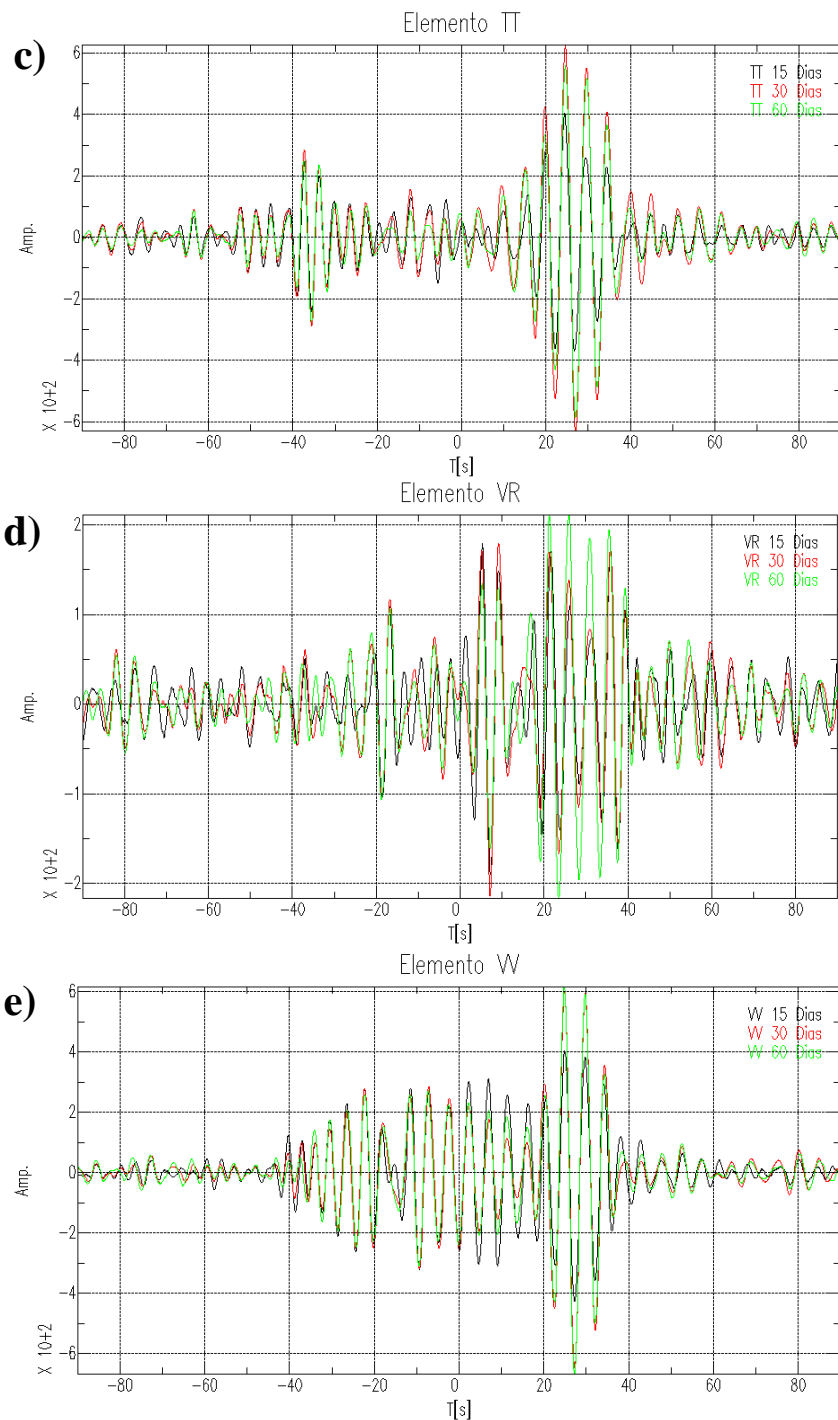 Elemento TT
c)
TT 15 Dias
TT 30 Dias
TT 60 Dias
6
4
2
0
-2
-4
-6
Amp.
X 10+2
-80 -60 -40 -20 0 20 40 60 80
T[s]
Elemento VR
d)
VR 15 Dias
VR 30 Dias
VR 60 Dias
2
1
0
-1
-2
Amp.
X 10+2
-80 -60 -40 -20 0 20 40 60 80
T[s]
Elemento VV
e)
VV 15 Dias
VV 30 Dias
VV 60 Dias
6
4
2
0
-2
-4
-6
Amp.
X 10+2
-80 -60 -40 -20 0 20 40 60 80
T[s]